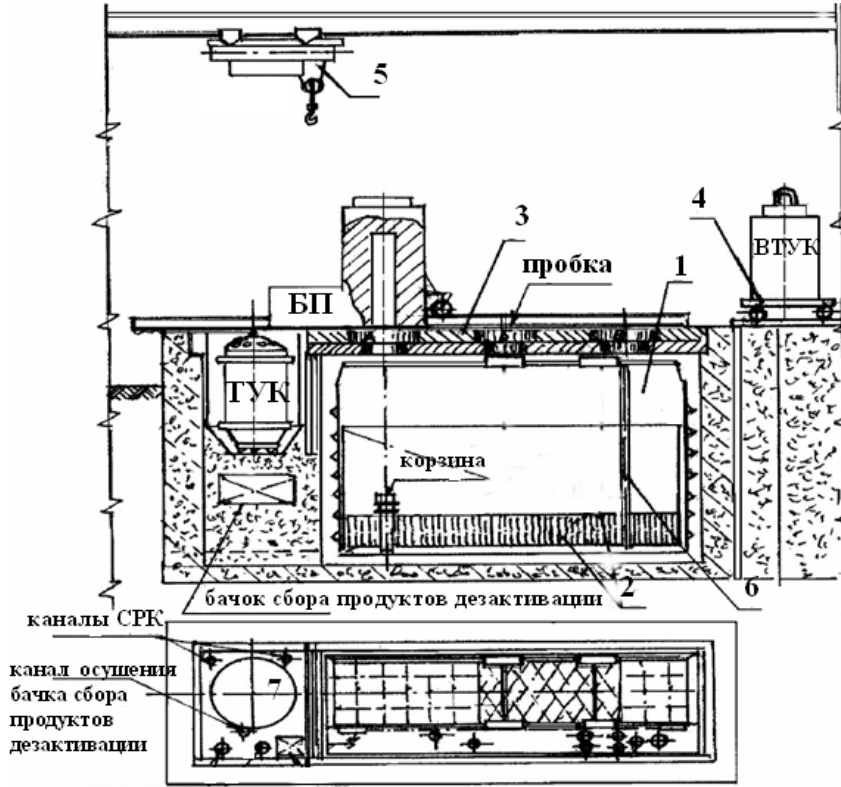 5
3
4
ВТУК
пробка
1
БП
ТУК
корзина
2
6
бачок сбора продуктов дезактивации
каналы СРК
канал осушения
бачка сбора
продуктов
дезактивации
7